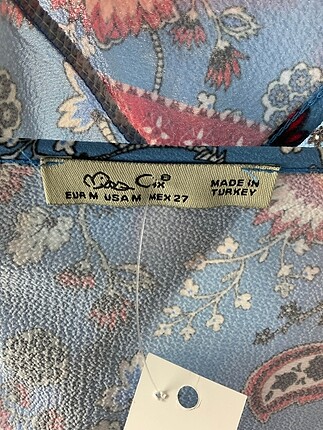 Miss Cix
EUR M USA M MEX 27
MADE IN
TURKEY